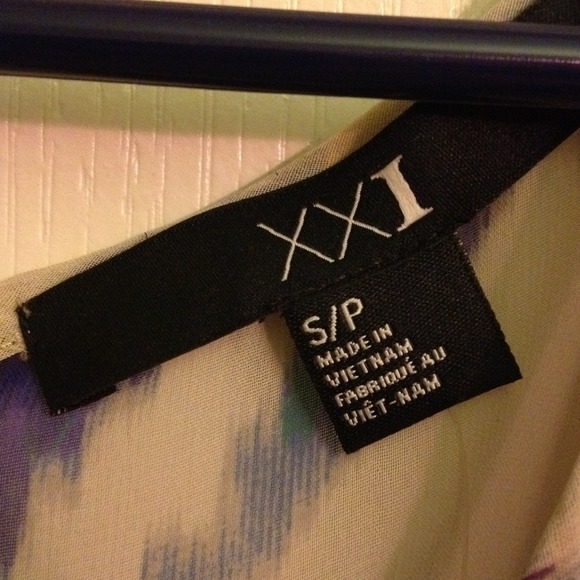 XXI
S/P
MADE IN
VIETNAM
FABRIQUÉ AU
VIÊT-NAM